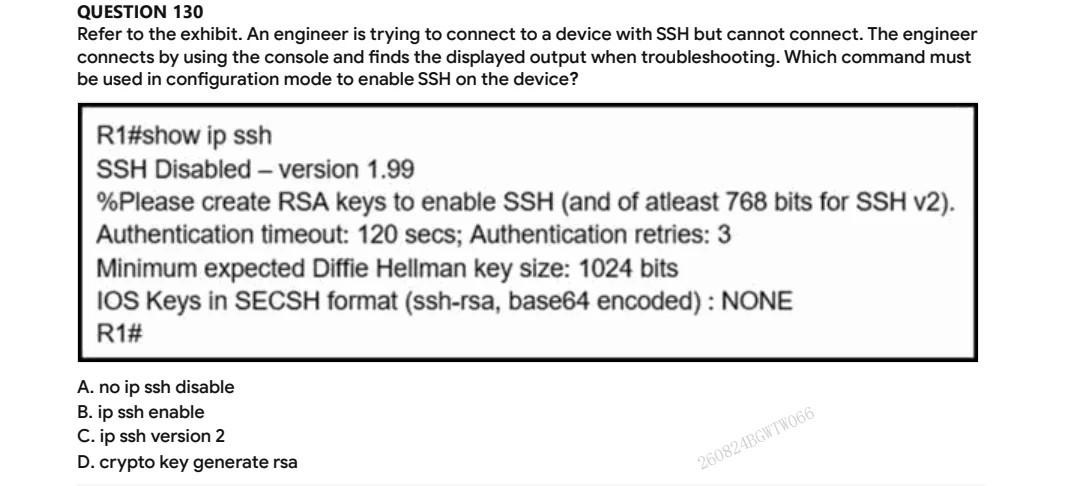 QUESTION 130
Refer to the exhibit. An engineer is trying to connect to a device with SSH but cannot connect. The engineer
connects by using the console and finds the displayed output when troubleshooting. Which command must
be used in configuration mode to enable SSH on the device?
R1#show ip ssh
SSH Disabled – version 1.99
%Please create RSA keys to enable SSH (and of atleast 768 bits for SSH v2).
Authentication timeout: 120 secs; Authentication retries: 3
Minimum expected Diffie Hellman key size: 1024 bits
IOS Keys in SECSH format (ssh-rsa, base64 encoded) : NONE
R1#
A. no ip ssh disable
B. ip ssh enable
C. ip ssh version 2
D. crypto key generate rsa
260824BGWTW066